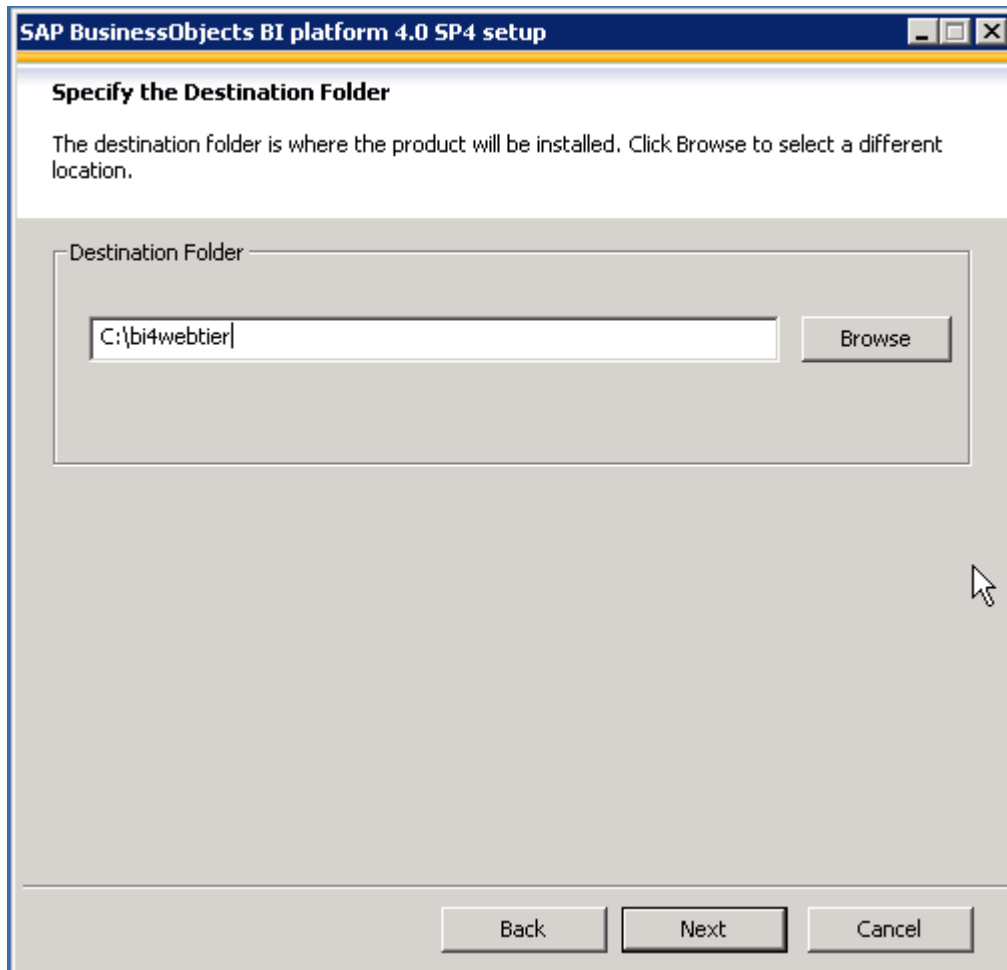 SAP BusinessObjects BI platform 4.0 SP4 setup
Specify the Destination Folder
The destination folder is where the product will be installed. Click Browse to select a different
location.
Destination Folder
C:\bi4webtier
Browse
Back
Next
Cancel